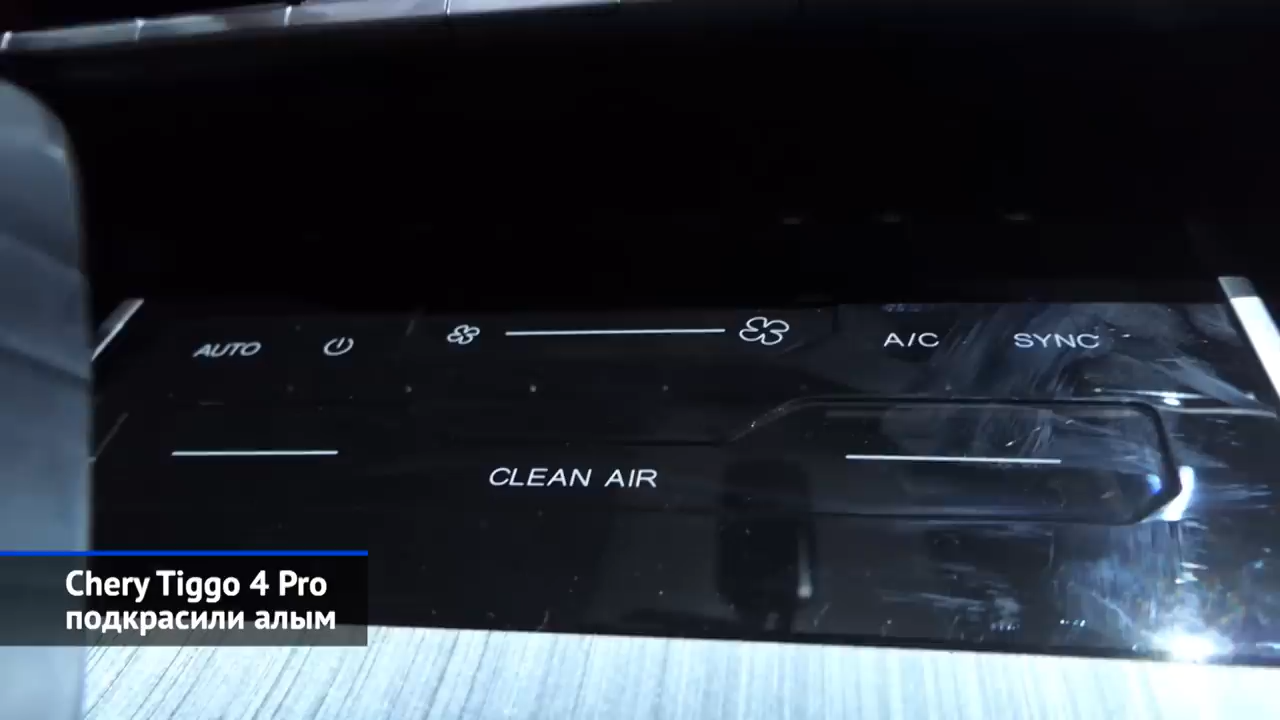 AUTO
A/C
SYNC
CLEAN AIR
Chery Tiggo 4 Pro
подкрасили алым